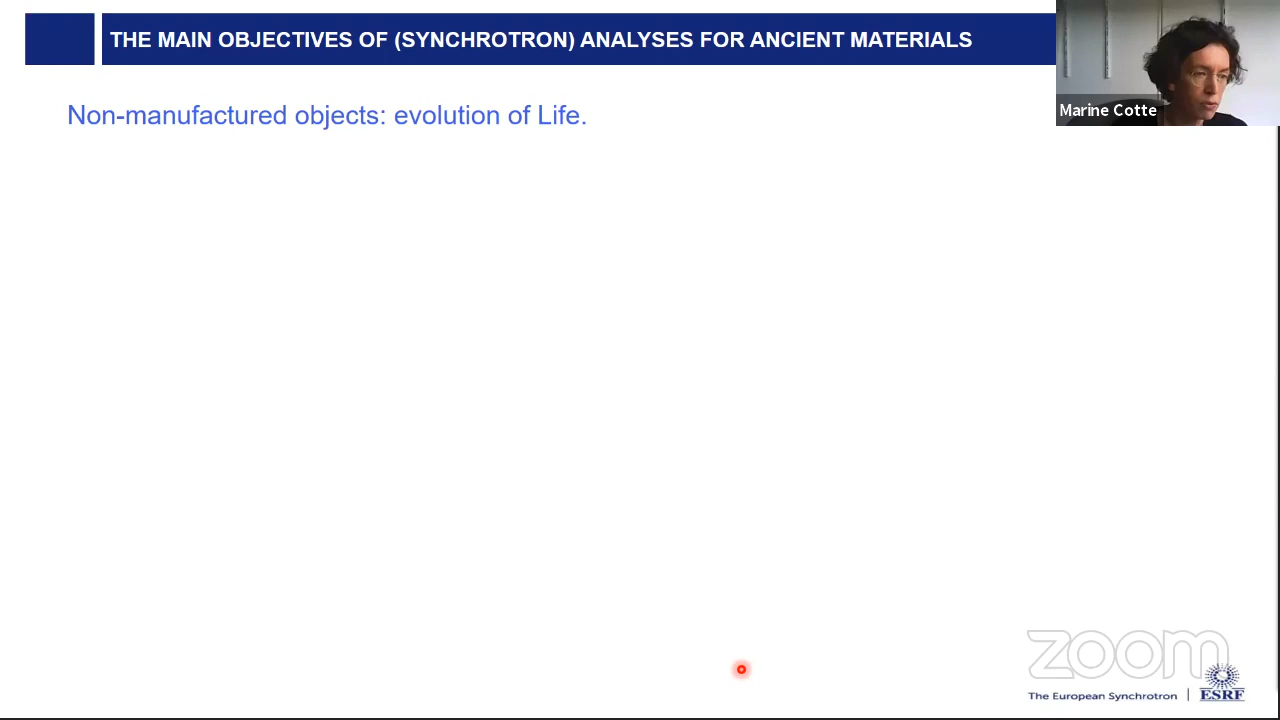 THE MAIN OBJECTIVES OF (SYNCHROTRON) ANALYSES FOR ANCIENT MATERIALS
Marine Cotte
Non-manufactured objects: evolution of Life.
zoom
The European Synchrotron | ESRF